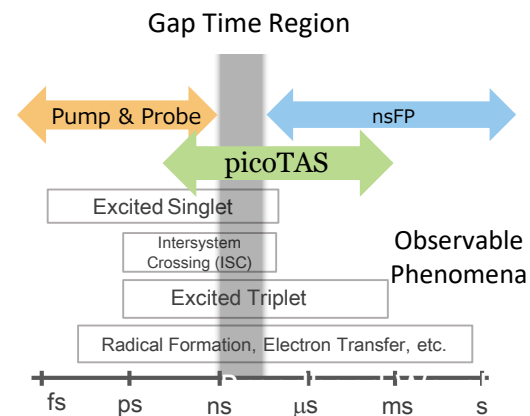 Gap Time Region
Pump & Probe
nsFP
picoTAS
Excited Singlet
Intersystem
Crossing (ISC)
Observable
Phenomena
Excited Triplet
Radical Formation, Electron Transfer, etc.
fs ps ns μs ms s